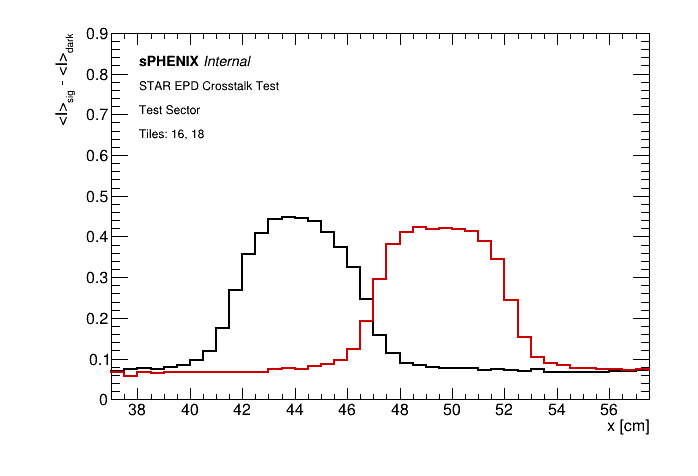 0.9
0.8
0.7
0.6
0.5
0.4
0.3
0.2
0.1
0
<I>sig - <I>dark
sPHENIX Internal
STAR EPD Crosstalk Test
Test Sector
Tiles: 16, 18
38 40 42 44 46 48 50 52 54 56
x [cm]